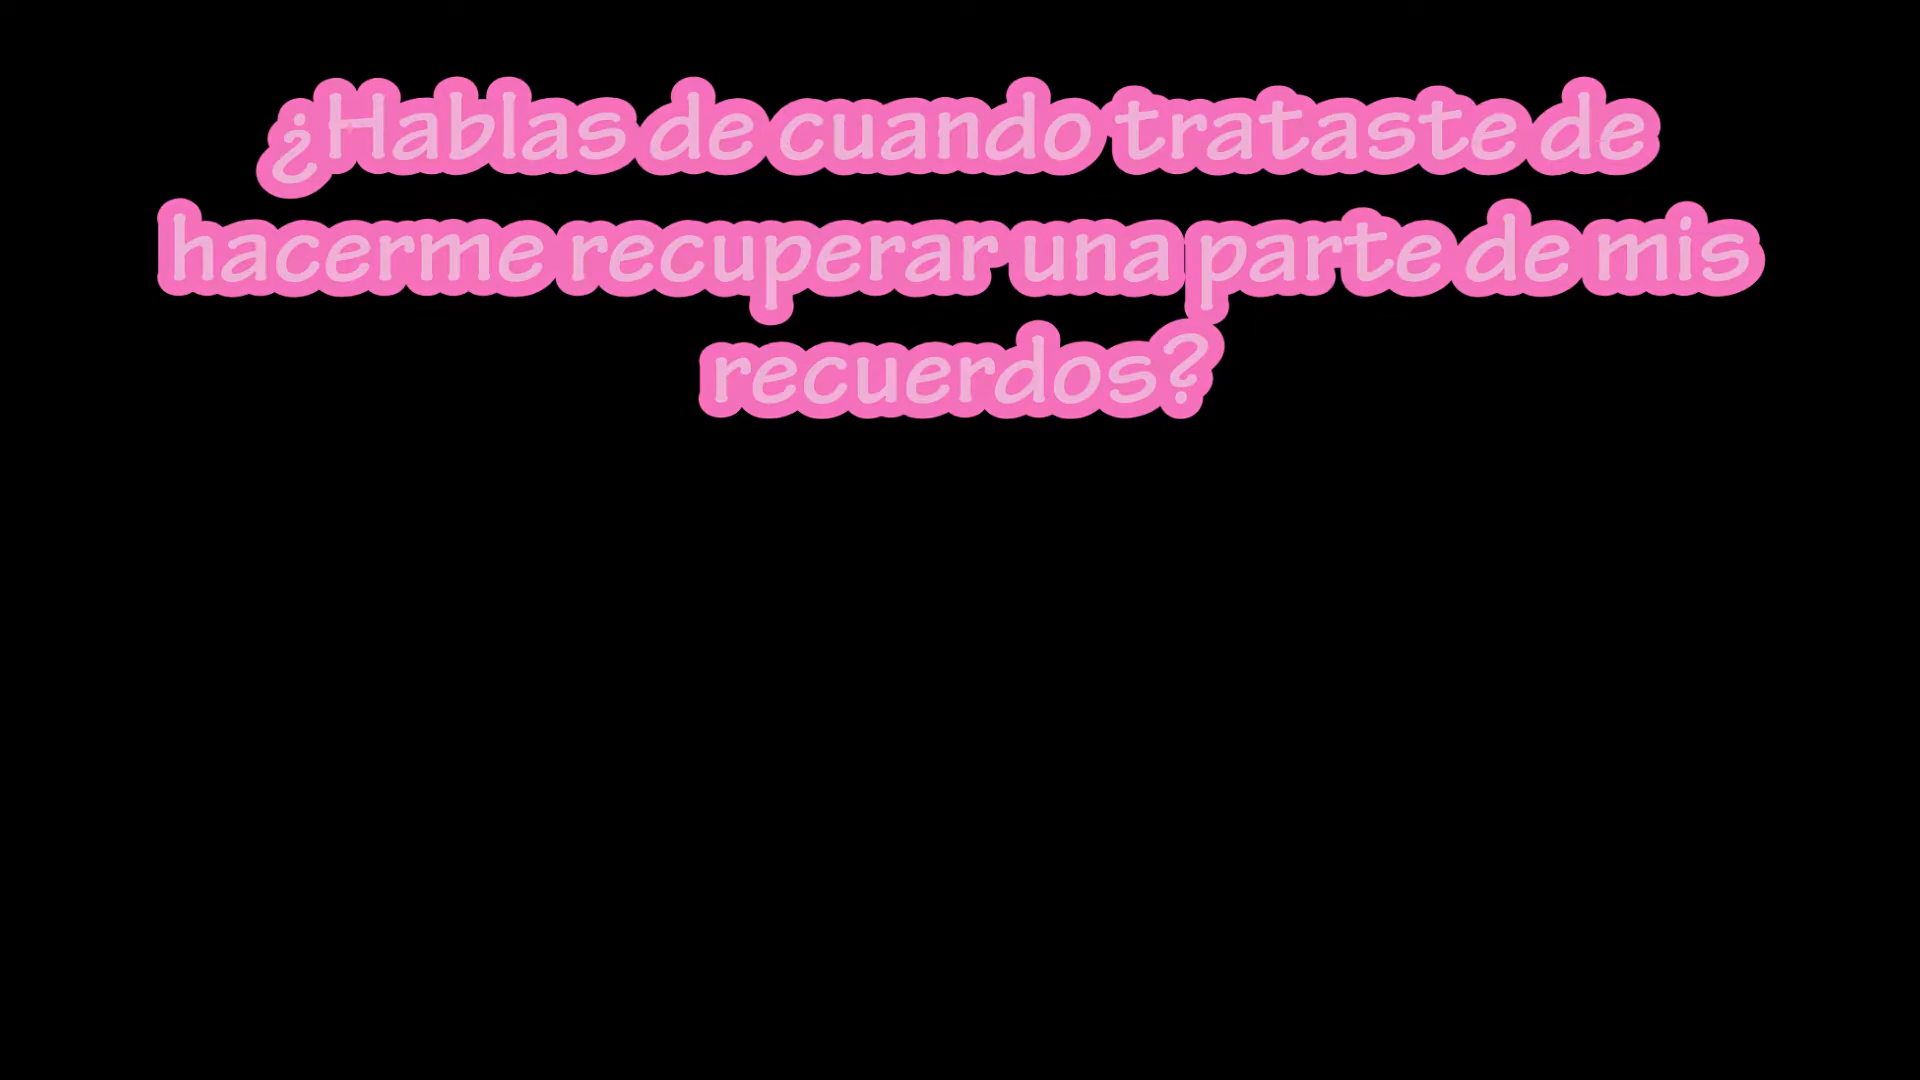 ¿Hablas de cuando trataste de
hacerme recuperar una parte de mis
recuerdos?